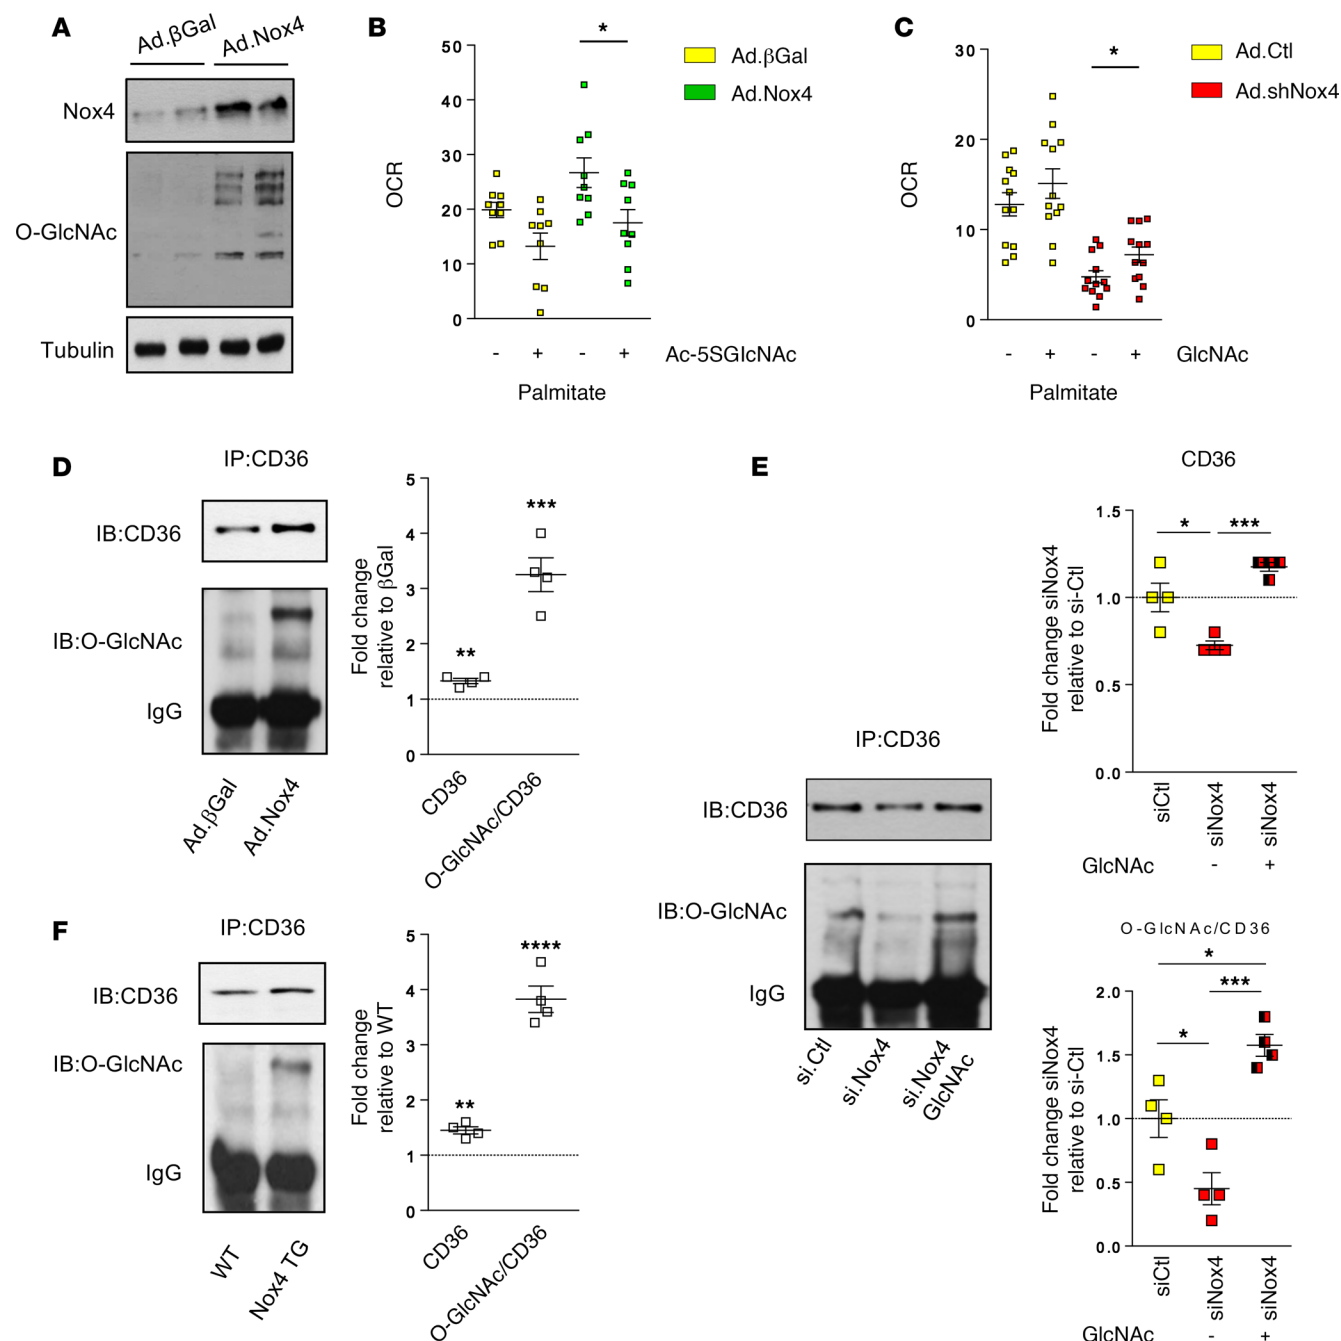 A
Ad.βGal
Ad.Nox4
Nox4
O-GlcNAc
Tubulin
B
*
50
40
30
20
10
0
OCR
Ad.βGal
Ad.Nox4
- + - + Ac-5SGlcNAc
Palmitate
C
*
30
20
10
0
OCR
Ad.Ctl
Ad.shNox4
- + - + GlcNAc
Palmitate
D
IP:CD36
IB:CD36
IB:O-GlcNAc
IgG
Ad.βGal
Ad.Nox4
5
4
3
2
1
0
Fold change
relative to βGal
**
***
CD36
O-GlcNAc/CD36
E
IP:CD36
IB:CD36
IB:O-GlcNAc
IgG
si.Ctl
si.Nox4
si.Nox4
GlcNAc
CD36
1.5
1.0
0.5
0.0
Fold change siNox4
relative to si-Ctl
* ***
siCtl
siNox4
siNox4
GlcNAc - +
O-GlcNAc/CD36
*
***
*
2.0
1.5
1.0
0.5
0.0
Fold change siNox4
relative to si-Ctl
siCtl
siNox4
siNox4
GlcNAc - +
F
IP:CD36
IB:CD36
IB:O-GlcNAc
IgG
WT
Nox4 TG
5
4
3
2
1
0
Fold change
relative to WT
**
****
CD36
O-GlcNAc/CD36